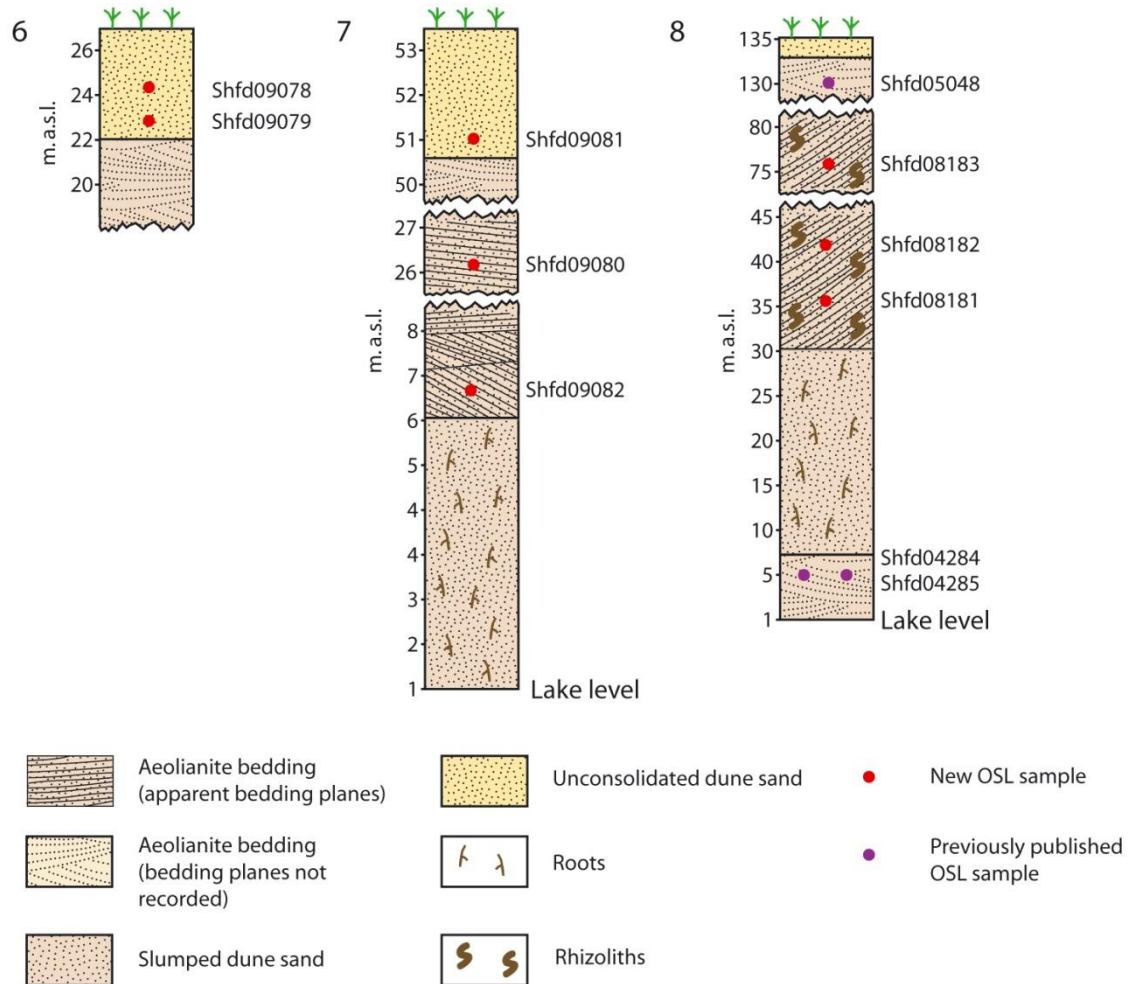 6
26
24
22
20
m. a.s.l.
Shfd09078
Shfd09079
7
53
52
51
50
27
26
8
7
6
5
4
4
3
2
1
m. a.s.l.
Shfd09081
Shfd09080
Shfd09082
Lake level
8
135
130
80
75
45
40
35
30
25
20
15
10
5
1
m. a.s.l.
Shfd05048
Shfd08183
Shfd08182
Shfd08181
Shfd04284
Shfd04285
Lake level
Aeolianite bedding
(apparent bedding planes)
Aeolianite bedding
(bedding planes not
recorded)
Slumped dune sand
Unconsolidated dune sand
Roots
Rhizoliths
New OSL sample
Previously published
OSL sample